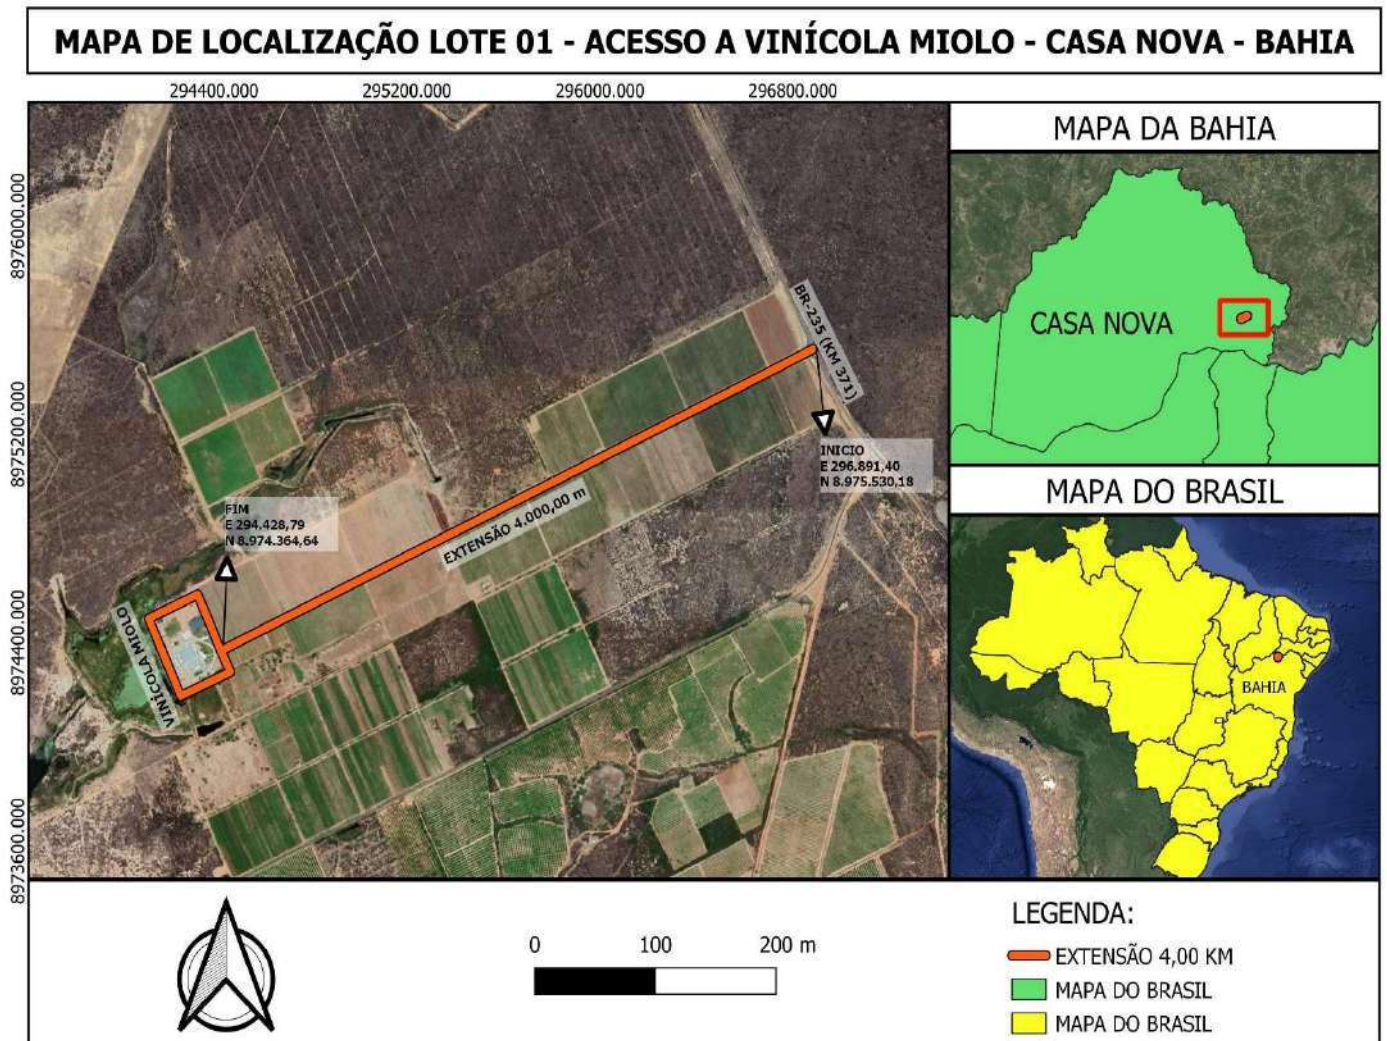 MAPA DE LOCALIZAÇÃO LOTE 01 - ACESSO A VINÍCOLA MIOLO - CASA NOVA - BAHIA
294400.000 295200.000 296000.000 296800.000
8976000.000
8975200.000
8974400.000
8973600.000
BR-235 (KM 371)
INICIO
E 296.891,40
N 8.975.530,18
EXTENSÃO 4.000,00 m
FIM
E 294.428,79
N 8.974.364,64
VINÍCOLA MIOLO
MAPA DA BAHIA
CASA NOVA
MAPA DO BRASIL
BAHIA
0 100 200 m
LEGENDA:
EXTENSÃO 4,00 KM
MAPA DO BRASIL
MAPA DO BRASIL